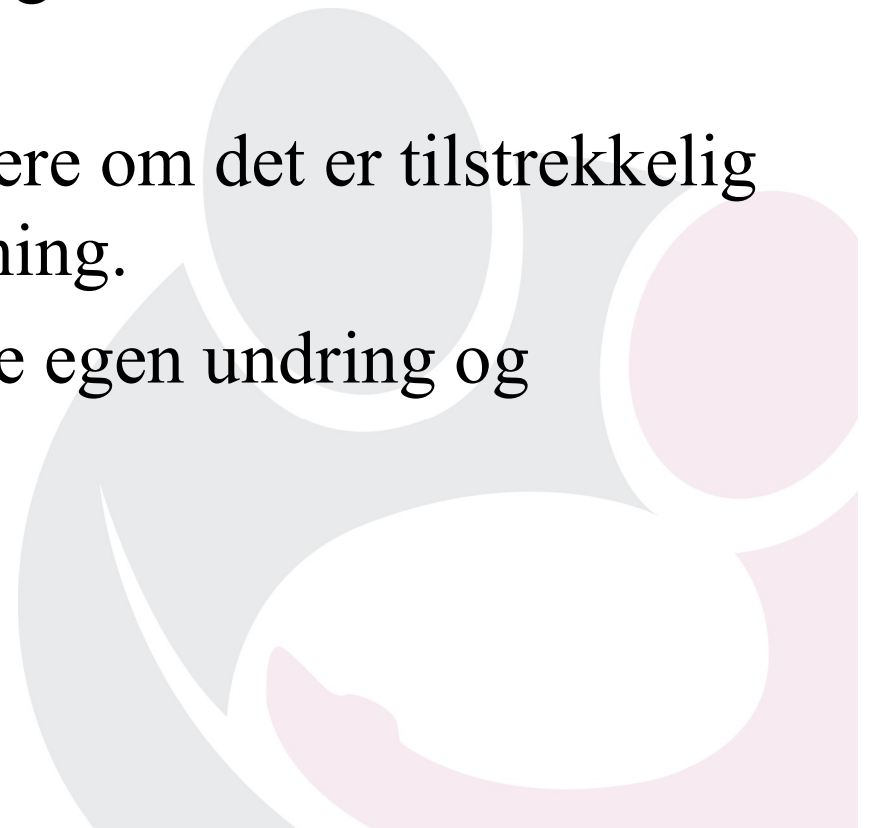 ere om det er tilstrekkelig
ning.
e egen undring og